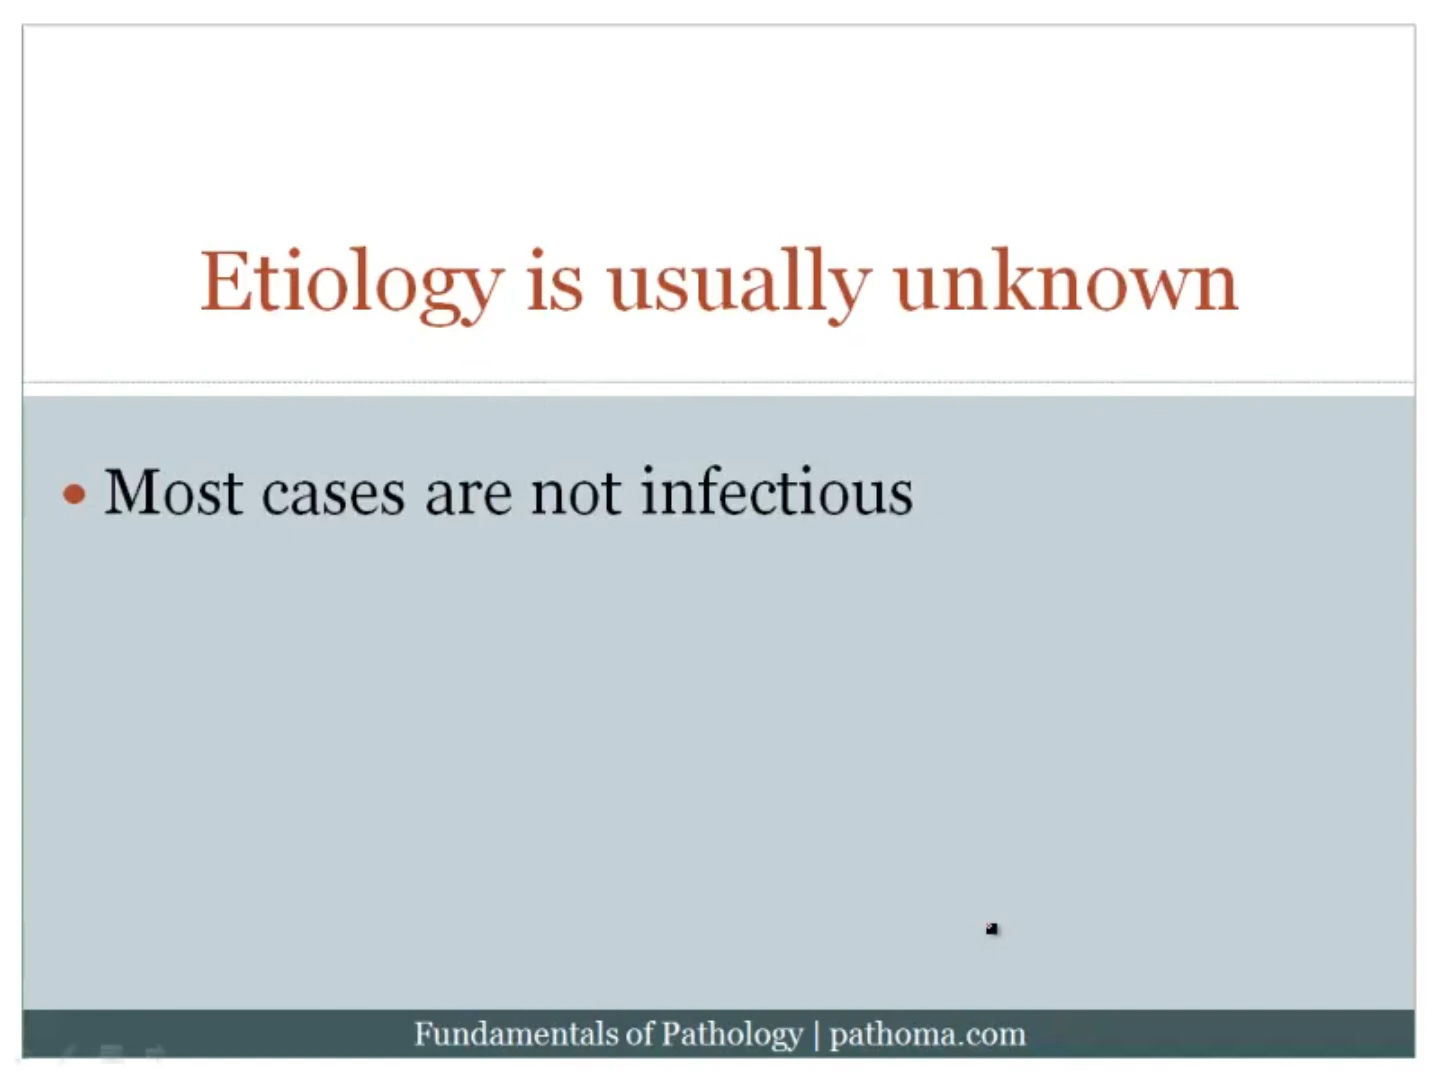 Etiology is usually unknown
• Most cases are not infectious
Fundamentals of Pathology | pathoma.com